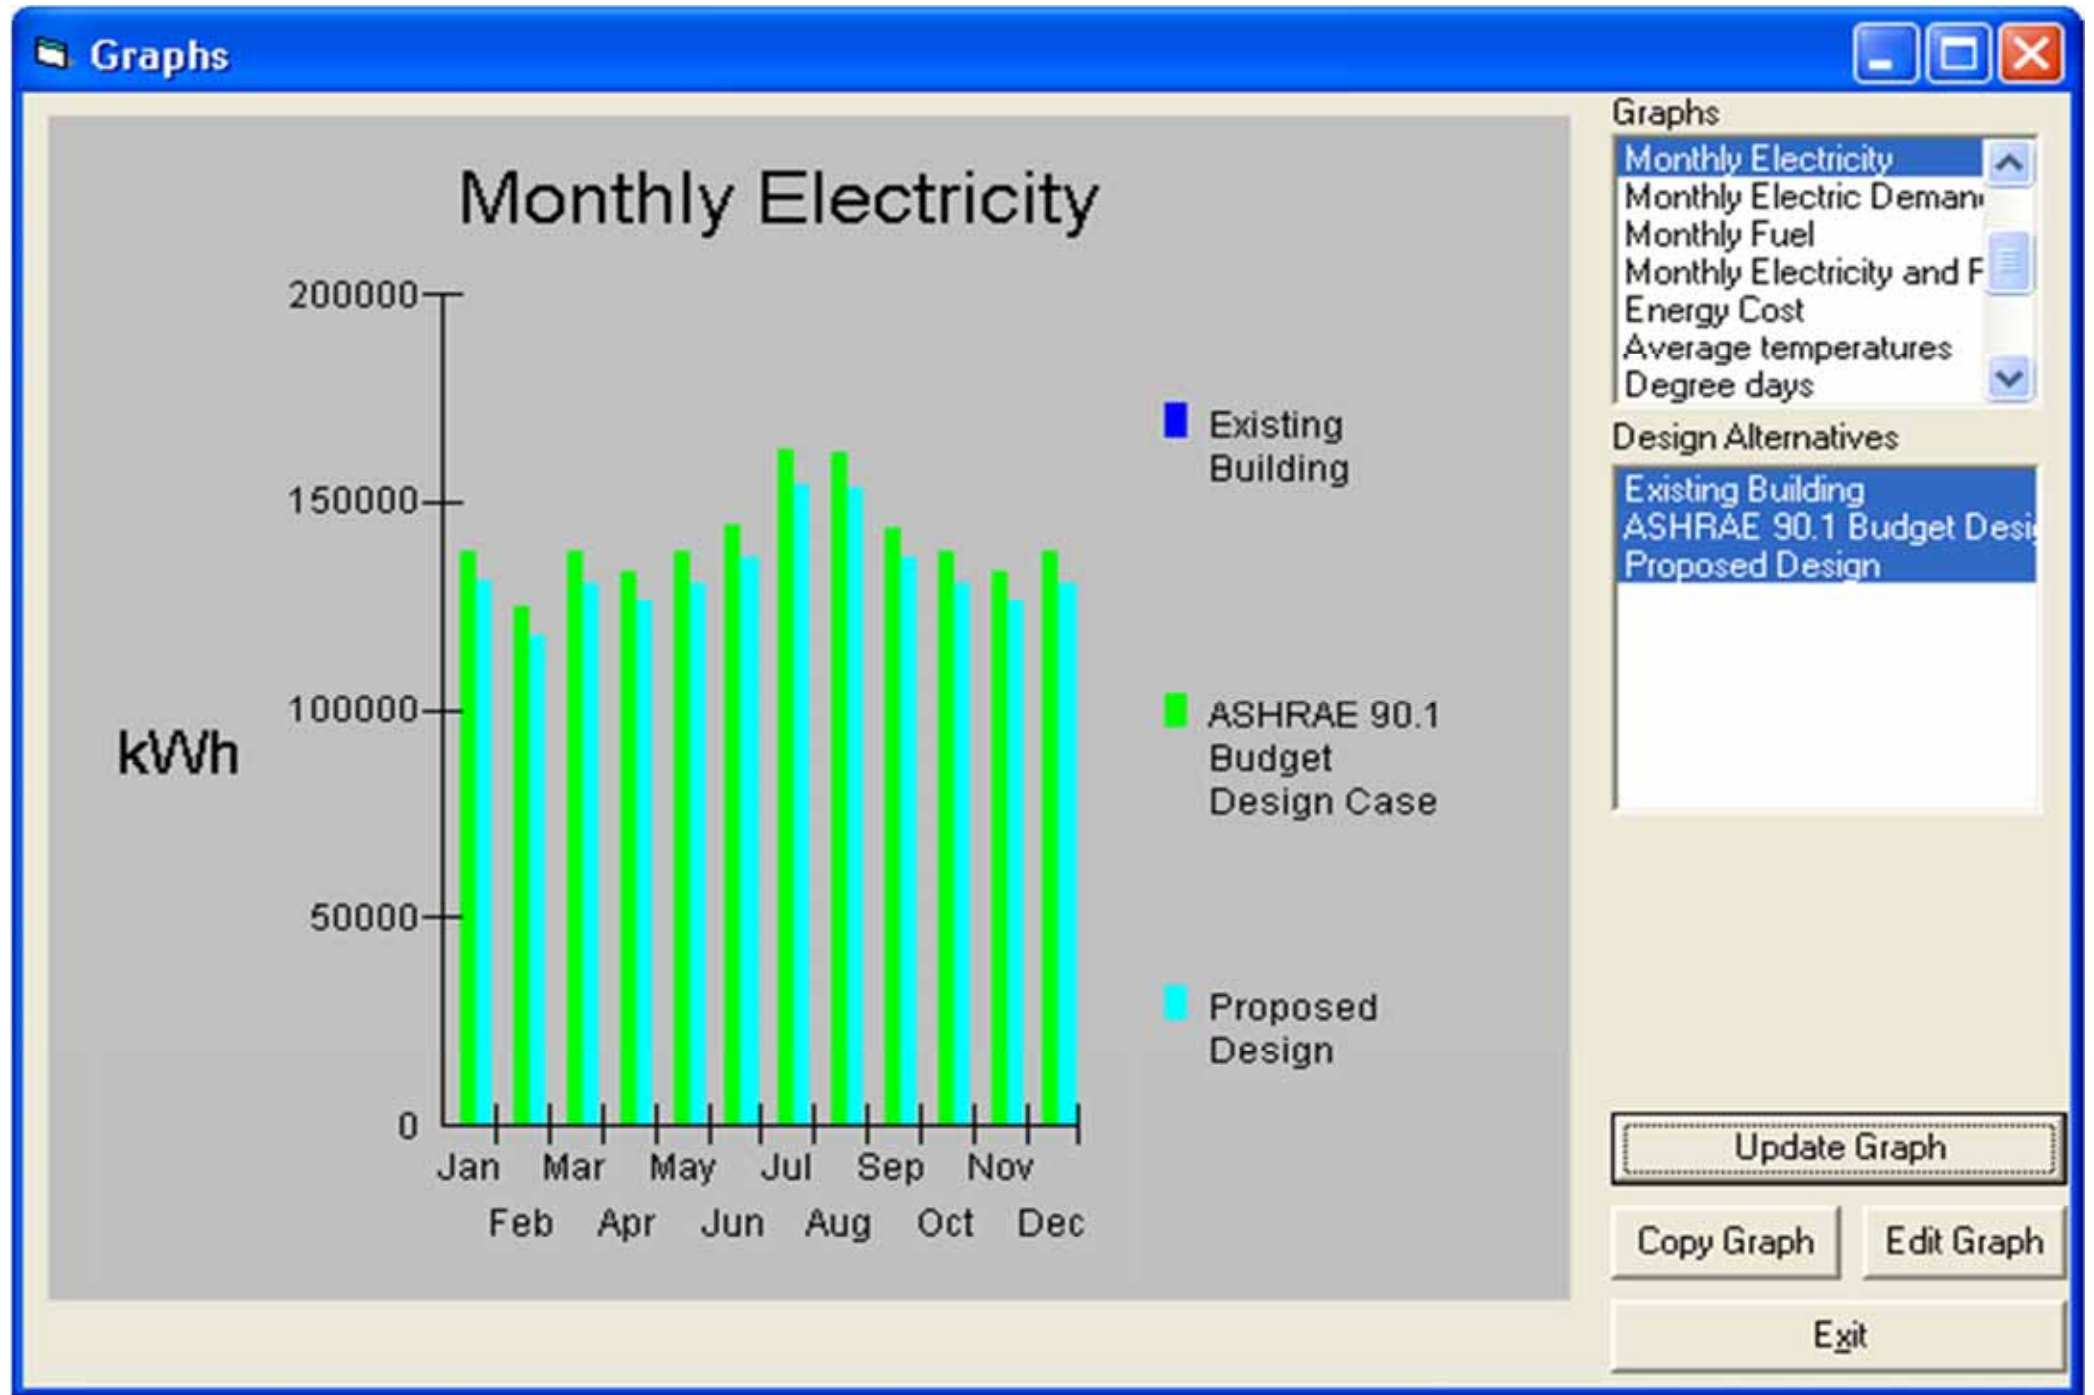 Graphs
Monthly Electricity
200000
150000
100000
50000
0
kWh
Jan Mar May Jul Sep Nov
Feb Apr Jun Aug Oct Dec
Existing
Building
ASHRAE 90.1
Budget
Design Case
Proposed
Design
Graphs
Monthly Electricity
Monthly Electric Deman
Monthly Fuel
Monthly Electricity and F
Energy Cost
Average temperatures
Degree days
Design Alternatives
Existing Building
ASHRAE 90.1 Budget Desi
Proposed Design
Update Graph
Copy Graph Edit Graph
Exit